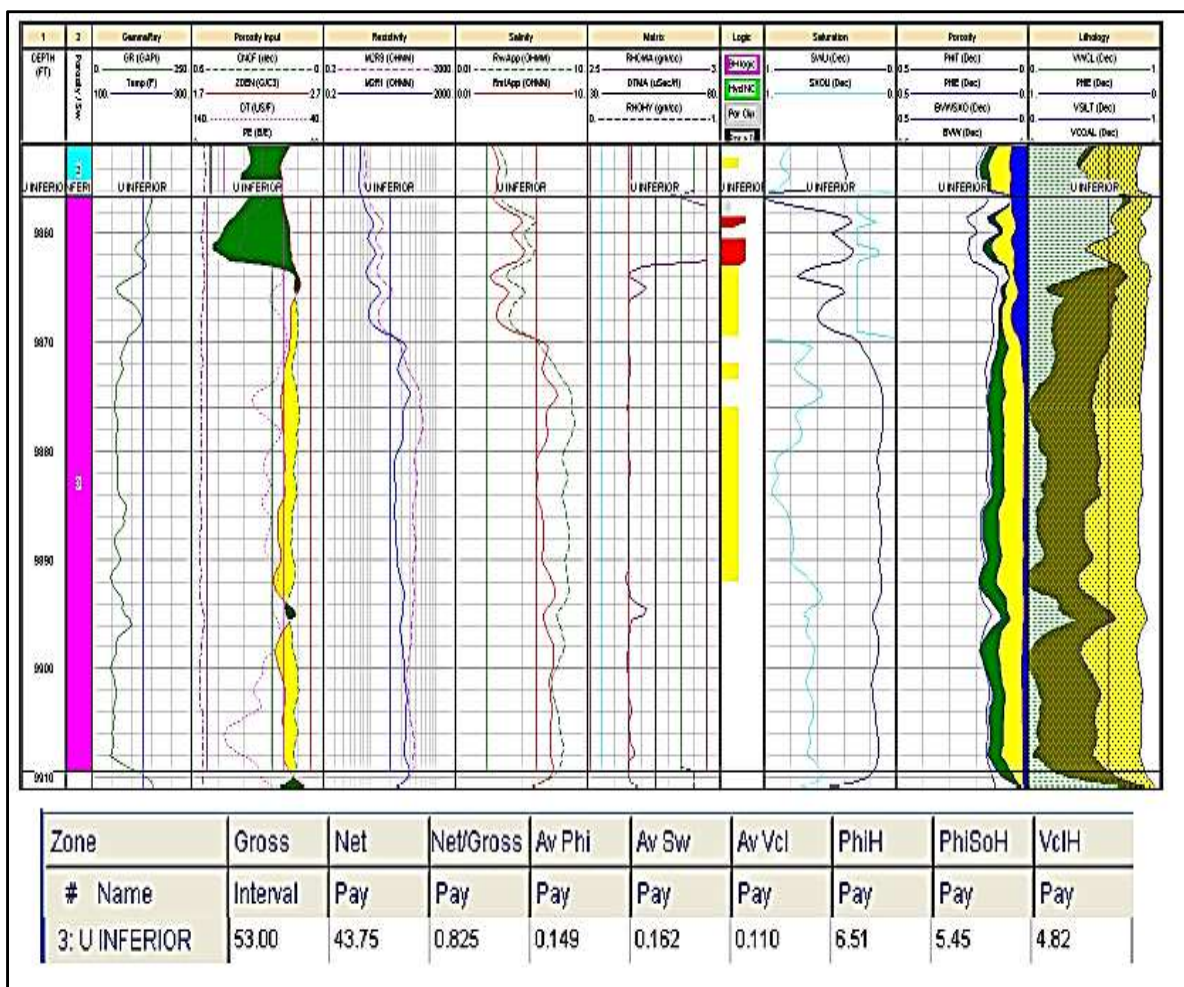 1 2 GammaRay Porosity Input Resistivity Salinity Matrix Logic Saturation Porosity Lithology
DEPTH
(FT)
Porosity / Sw
GR (GAPI)
0. 250
Temp(F)
100. 300
CNCF (dec)
0.6 0
ZDEN (G/C3)
1.7 2.7
DT (US/F)
140. 40
PE (B/E)
0.2 2000
0.2 2000
RwApp (OHMM)
0.01 10.
RmfApp (OHMM)
0.01 10.
RHOMA (gm/cc)
2.5 3.
DTMA (uSec/ft)
30. 80.
RHOHY (gm/cc)
0. 1.
Por Clip
SWU (Dec)
1. 0.
SXOU (Dec)
1. 0.
PHIT (Dec)
0.5 0.
PHIE (Dec)
0.5 0.
BVWSXO (Dec)
0.5 0.
BVW (Dec)
VWCL (Dec)
0. 1.
PHIE (Dec)
1. 0.
VSILT (Dec)
0. 1.
VCOAL (Dec)
U INFERIOR U INFERIOR U INFERIOR U INFERIOR U INFERIOR U INFERIOR U INFERIOR U INFERIOR U INFERIOR
9860
9870
9880
9890
9900
9910
Zone Gross Net Net/Gross Av Phi Av Sw Av Vcl PhiH PhiSoH VclH
# Name Interval Pay Pay Pay Pay Pay Pay Pay Pay
3: U INFERIOR 53.00 43.75 0.825 0.149 0.162 0.110 6.51 5.45 4.82